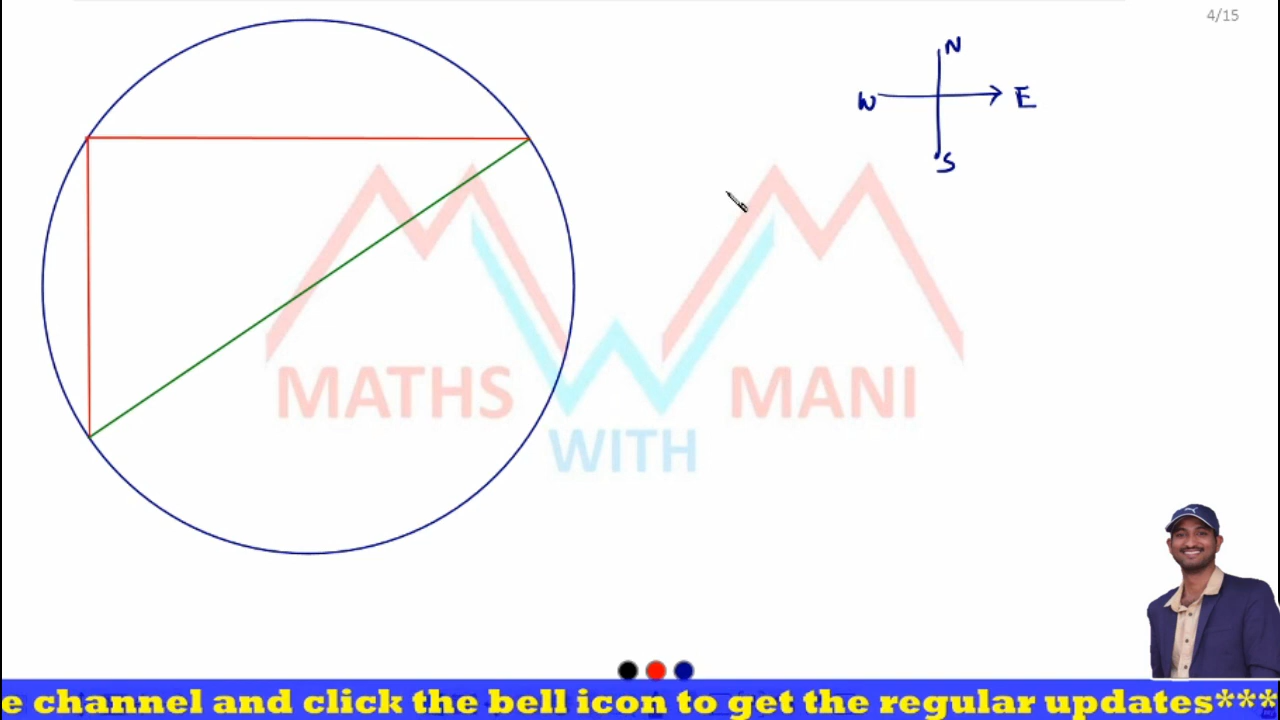 4/15
N
W E
S
MATHS MANI
WITH
e channel and click the bell icon to get the regular updates***